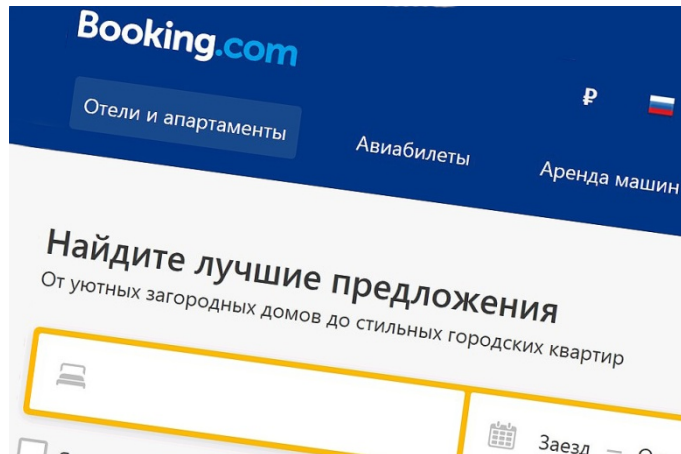 Booking.com
₽
Отели и апартаменты
Авиабилеты
Аренда машин
Найдите лучшие предложения
От уютных загородных домов до стильных городских квартир
Заезд —